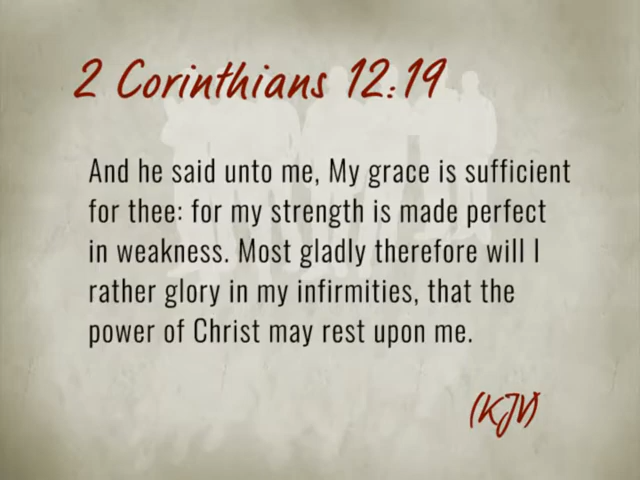 2 Corinthians 12:19
And he said unto me, My grace is sufficient
for thee: for my strength is made perfect
in weakness. Most gladly therefore will I
rather glory in my infirmities, that the
power of Christ may rest upon me.
(KJV)